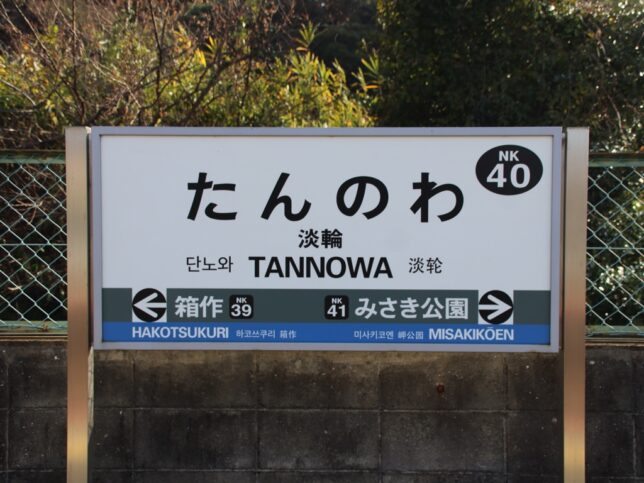 NK
40
たんのわ
淡輪
단노와 TANNOWA 淡轮
箱作 NK 39 NK 41 みさき公園
HAKOTSUKURI 하코쓰쿠리 箱作 미사키코엔 岬公园 MISAKIKŌEN